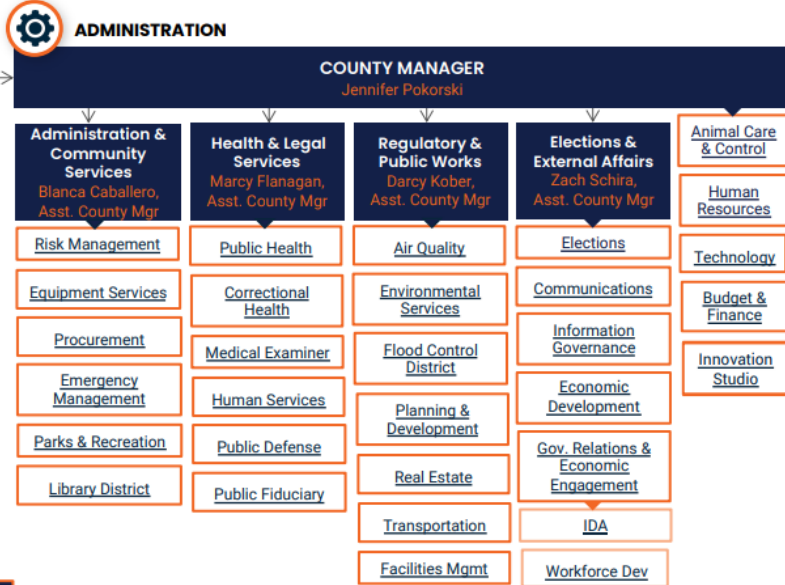 ADMINISTRATION
COUNTY MANAGER
Jennifer Pokorski
Administration &
Community
Services
Blanca Caballero,
Asst. County Mgr
Risk Management
Equipment Services
Procurement
Emergency
Management
Parks & Recreation
Library District
Health & Legal
Services
Marcy Flanagan,
Asst. County Mgr
Public Health
Correctional
Health
Medical Examiner
Human Services
Public Defense
Public Fiduciary
Regulatory &
Public Works
Darcy Kober,
Asst. County Mgr
Air Quality
Environmental
Services
Flood Control
District
Planning &
Development
Real Estate
Transportation
Facilities Mgmt
Elections &
External Affairs
Zach Schira,
Asst. County Mgr
Elections
Communications
Information
Governance
Economic
Development
Gov. Relations &
Economic
Engagement
IDA
Workforce Dev
Animal Care
& Control
Human
Resources
Technology
Budget &
Finance
Innovation
Studio